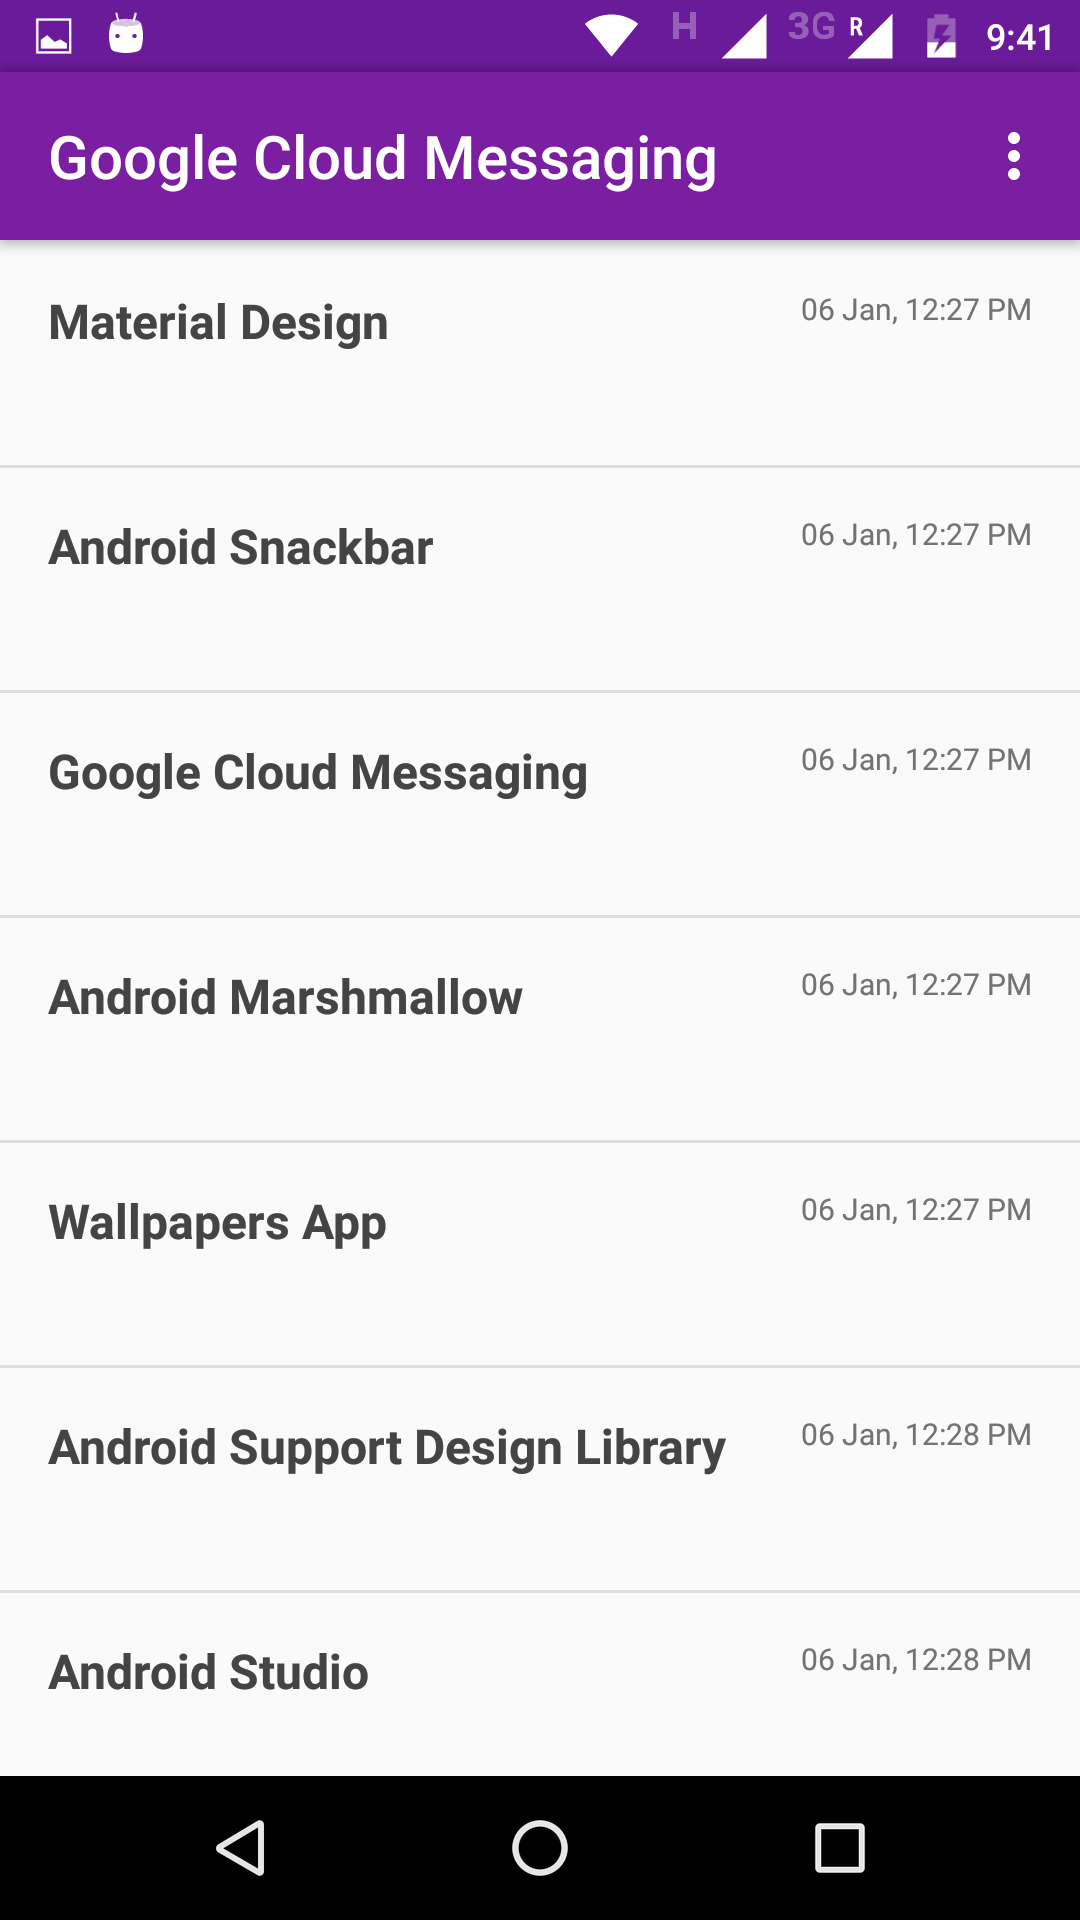 H 3G R 9:41
Google Cloud Messaging
Material Design 06 Jan, 12:27 PM
Android Snackbar 06 Jan, 12:27 PM
Google Cloud Messaging 06 Jan, 12:27 PM
Android Marshmallow 06 Jan, 12:27 PM
Wallpapers App 06 Jan, 12:27 PM
Android Support Design Library 06 Jan, 12:28 PM
Android Studio 06 Jan, 12:28 PM